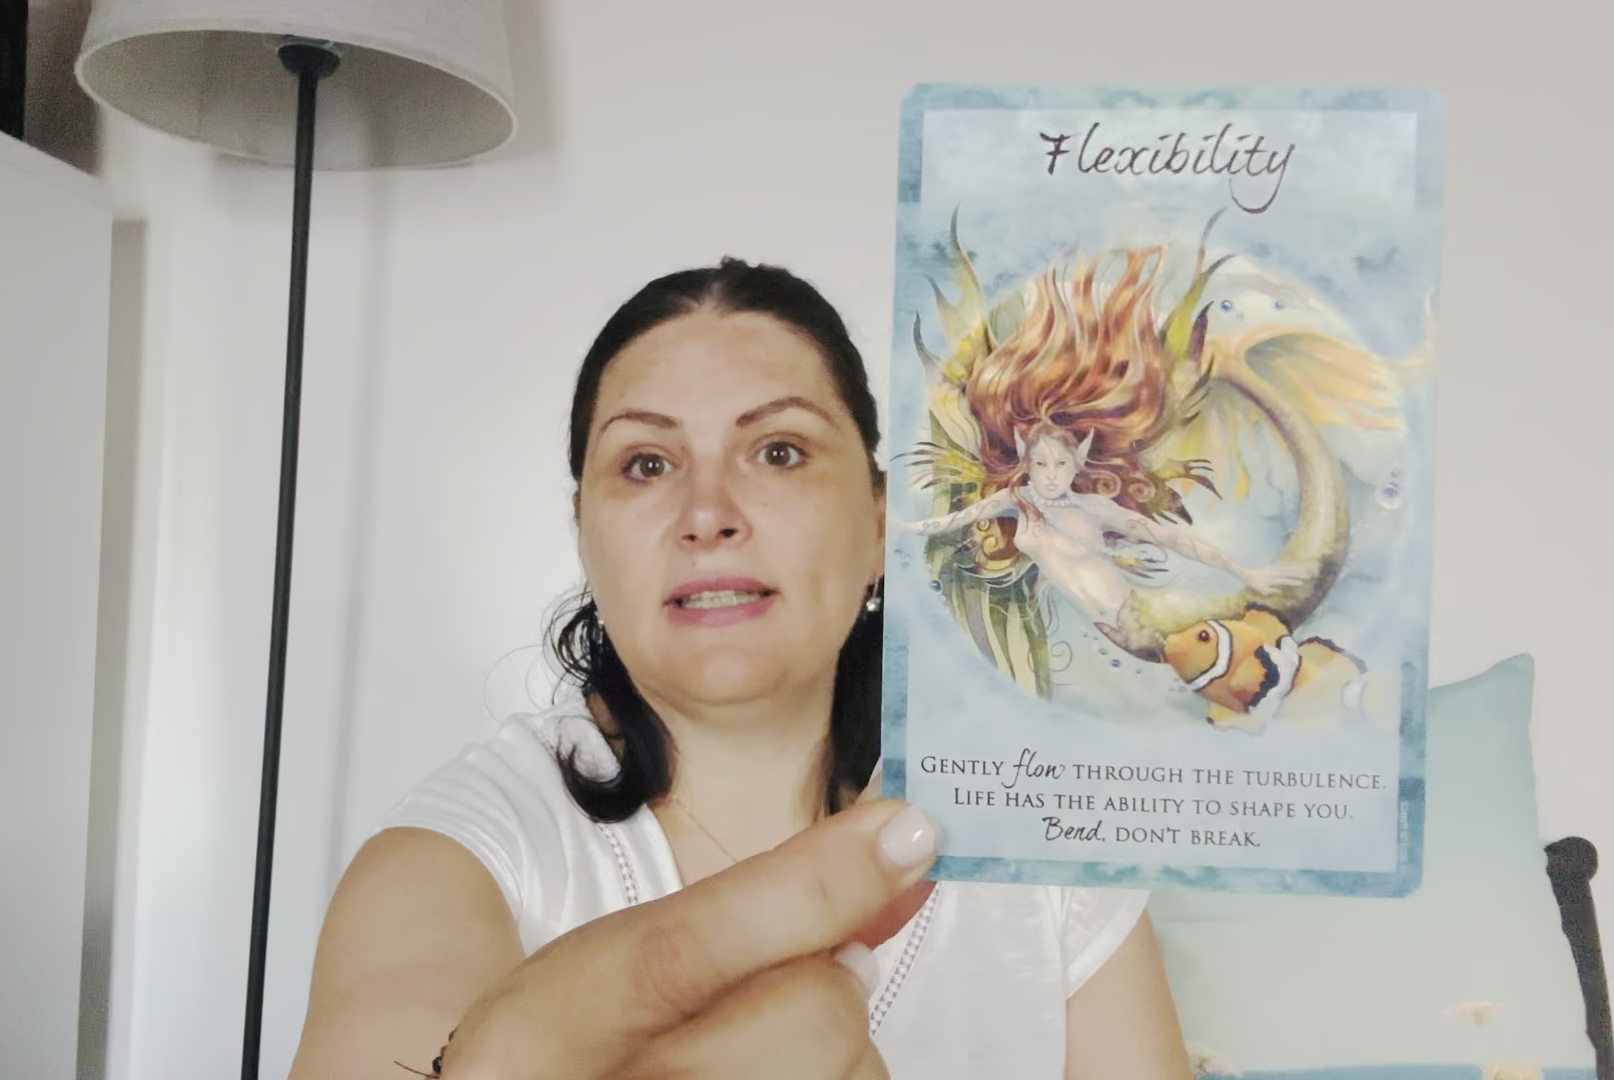 Flexibility
GENTLY flow THROUGH THE TURBULENCE.
LIFE HAS THE ABILITY TO SHAPE YOU.
Bend, DON'T BREAK.